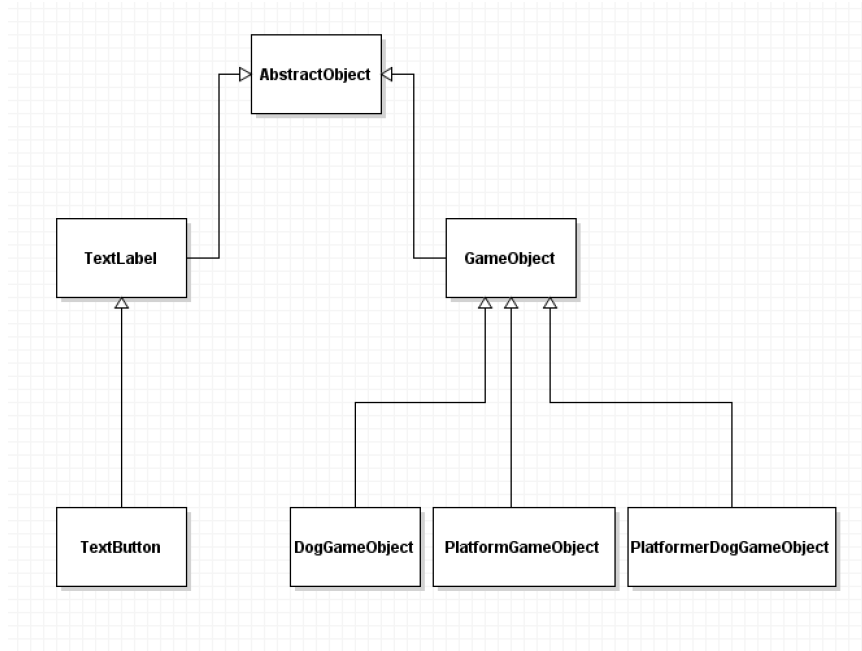 AbstractObject
TextLabel
GameObject
TextButton
DogGameObject
PlatformGameObject
PlatformerDogGameObject